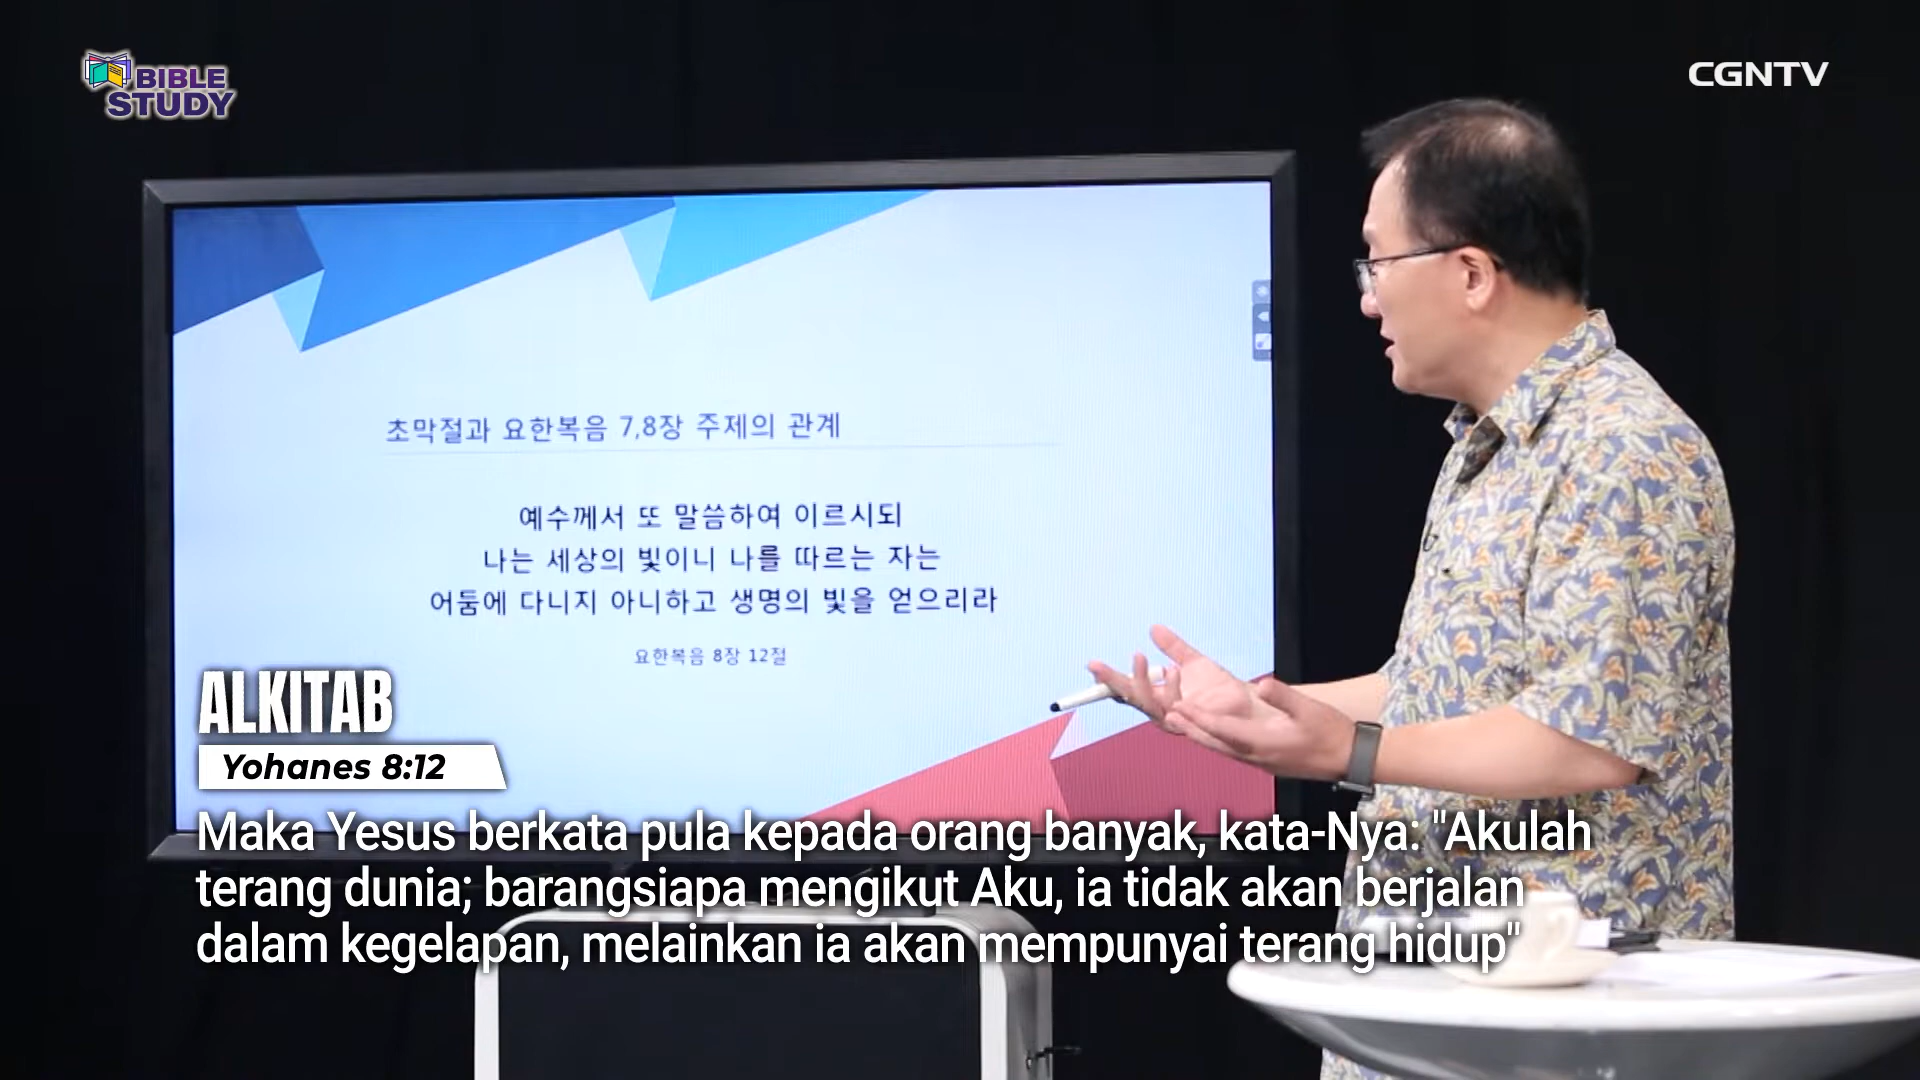 BIBLE
STUDY
CGNTV
초막절과 요한복음 7,8장 주제의 관계
예수께서 또 말씀하여 이르시되
나는 세상의 빛이니 나를 따르는 자는
어둠에 다니지 아니하고 생명의 빛을 얻으리라
요한복음 8장 12절
ALKITAB
Yohanes 8:12
Maka Yesus berkata pula kepada orang banyak, kata-Nya: "Akulah
terang dunia; barangsiapa mengikut Aku, ia tidak akan berjalan
dalam kegelapan, melainkan ia akan mempunyai terang hidup"